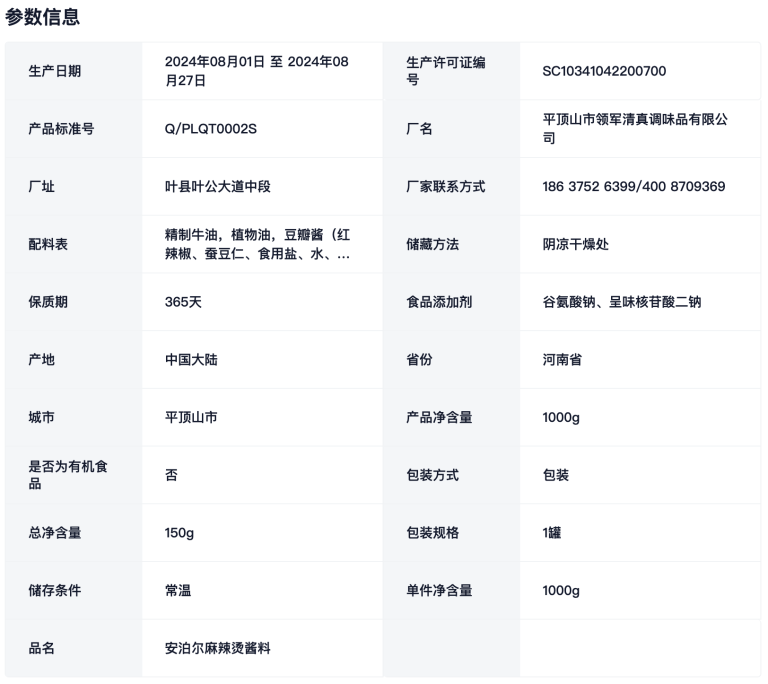 参数信息
生产日期
2024年08月01日 至 2024年08
月27日
生产许可证编
号
SC10341042200700
产品标准号
Q/PLQT0002S
厂名
平顶山市领军清真调味品有限公
司
厂址
叶县叶公大道中段
厂家联系方式
186 3752 6399/400 8709369
配料表
精制牛油，植物油，豆瓣酱（红
辣椒、蚕豆仁、食用盐、水、...
储藏方法
阴凉干燥处
保质期
365天
食品添加剂
谷氨酸钠、呈味核苷酸二钠
产地
中国大陆
省份
河南省
城市
平顶山市
产品净含量
1000g
是否为有机食
品
否
包装方式
包装
总净含量
150g
包装规格
1罐
储存条件
常温
单件净含量
1000g
品名
安泊尔麻辣烫酱料